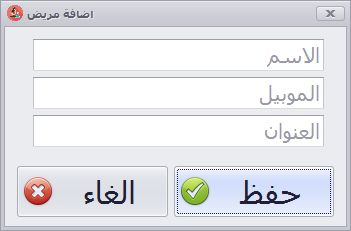 اضافة مريض
الاسم
الموبيل
العنوان
حفظ
الغاء